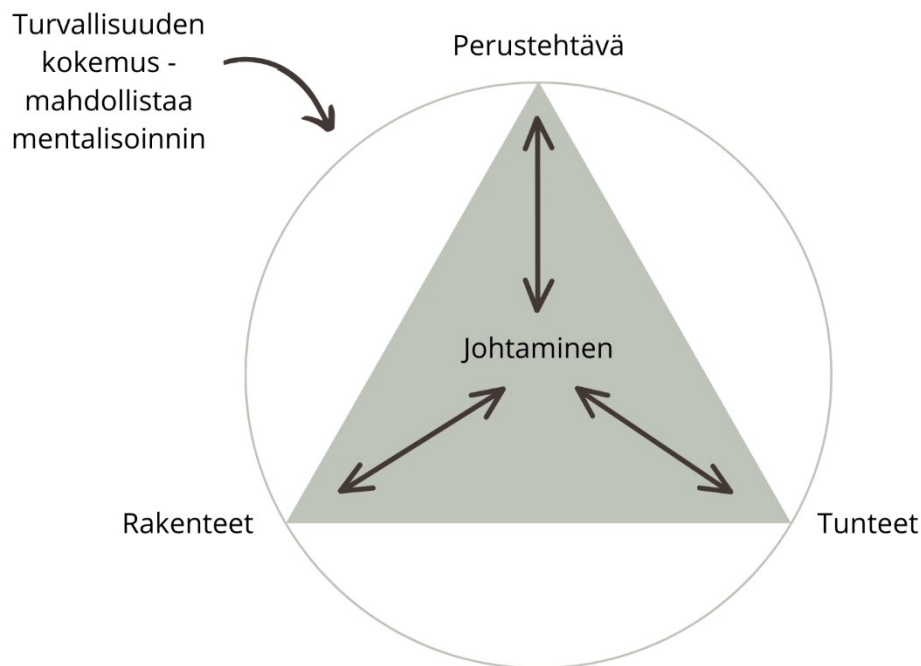 Turvallisuuden
kokemus -
mahdollistaa
mentalisoinnin
Perustehtävä
Johtaminen
Rakenteet
Tunteet